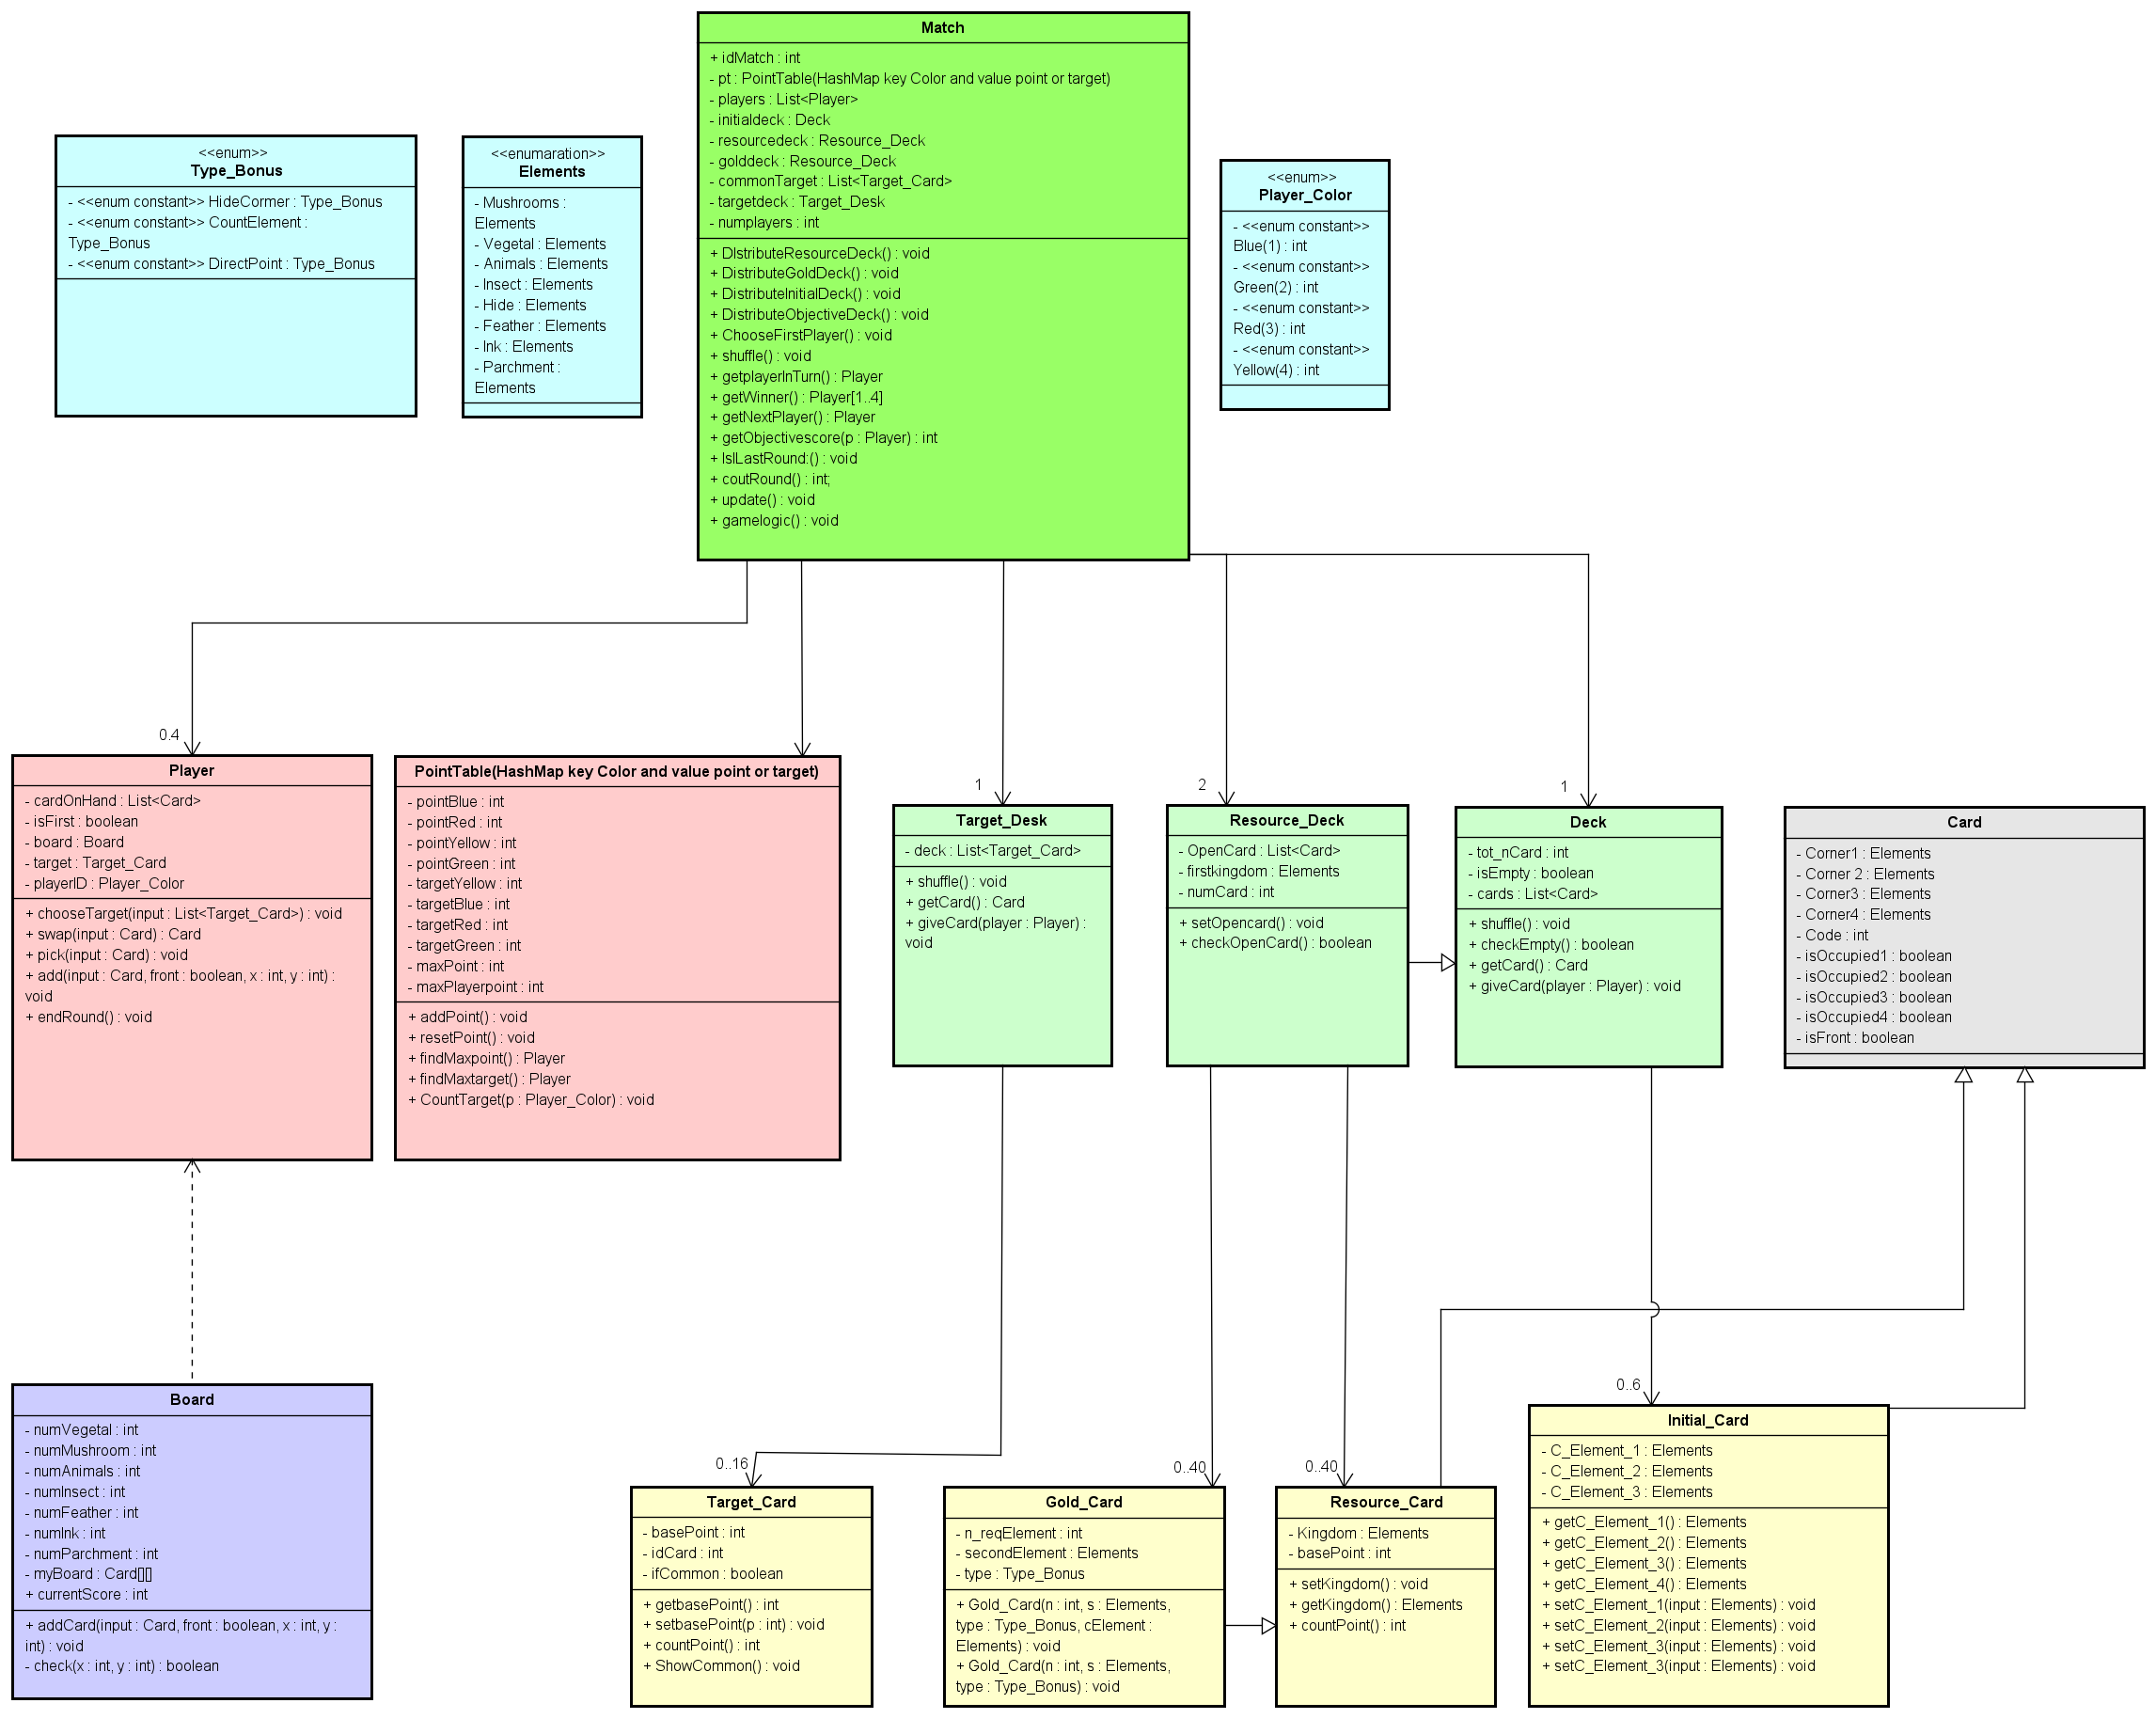 Match
+ idMatch : int
- pt : PointTable(HashMap key Color and value point or target)
- players : List<Player>
- initialdeck : Deck
- resourcedeck : Resource_Deck
- golddeck : Resource_Deck
- commonTarget : List<Target_Card>
- targetdeck : Target_Desk
- numplayers : int
+ DIstributeResourceDeck() : void
+ DistributeGoldDeck() : void
+ DistributeInitialDeck() : void
+ DistributeObjectiveDeck() : void
+ ChooseFirstPlayer() : void
+ shuffle() : void
+ getplayerInTurn() : Player
+ getWinner() : Player[1..4]
+ getNextPlayer() : Player
+ getObjectivescore(p : Player) : int
+ IsILastRound:() : void
+ coutRound() : int;
+ update() : void
+ gamelogic() : void
<<enum>>
Type_Bonus
- <<enum constant>> HideCormer : Type_Bonus
- <<enum constant>> CountElement :
Type_Bonus
- <<enum constant>> DirectPoint : Type_Bonus
<<enumaration>>
Elements
- Mushrooms :
Elements
- Vegetal : Elements
- Animals : Elements
- Insect : Elements
- Hide : Elements
- Feather : Elements
- Ink : Elements
- Parchment :
Elements
<<enum>>
Player_Color
- <<enum constant>>
Blue(1) : int
- <<enum constant>>
Green(2) : int
- <<enum constant>>
Red(3) : int
- <<enum constant>>
Yellow(4) : int
0.4
1
2
1
Player
- cardOnHand : List<Card>
- isFirst : boolean
- board : Board
- target : Target_Card
- playerID : Player_Color
+ chooseTarget(input : List<Target_Card>) : void
+ swap(input : Card) : Card
+ pick(input : Card) : void
+ add(input : Card, front : boolean, x : int, y : int) :
void
+ endRound() : void
PointTable(HashMap key Color and value point or target)
- pointBlue : int
- pointRed : int
- pointYellow : int
- pointGreen : int
- targetYellow : int
- targetBlue : int
- targetRed : int
- targetGreen : int
- maxPoint : int
- maxPlayerpoint : int
+ addPoint() : void
+ resetPoint() : void
+ findMaxpoint() : Player
+ findMaxtarget() : Player
+ CountTarget(p : Player_Color) : void
Target_Desk
- deck : List<Target_Card>
+ shuffle() : void
+ getCard() : Card
+ giveCard(player : Player) :
void
Resource_Deck
- OpenCard : List<Card>
- firstkingdom : Elements
- numCard : int
+ setOpencard() : void
+ checkOpenCard() : boolean
Deck
- tot_nCard : int
- isEmpty : boolean
- cards : List<Card>
+ shuffle() : void
+ checkEmpty() : boolean
+ getCard() : Card
+ giveCard(player : Player) : void
Card
- Corner1 : Elements
- Corner 2 : Elements
- Corner3 : Elements
- Corner4 : Elements
- Code : int
- isOccupied1 : boolean
- isOccupied2 : boolean
- isOccupied3 : boolean
- isOccupied4 : boolean
- isFront : boolean
0..16
0..40
0..40
0..6
Board
- numVegetal : int
- numMushroom : int
- numAnimals : int
- numInsect : int
- numFeather : int
- numInk : int
- numParchment : int
- myBoard : Card[][]
+ currentScore : int
+ addCard(input : Card, front : boolean, x : int, y :
int) : void
- check(x : int, y : int) : boolean
Target_Card
- basePoint : int
- idCard : int
- ifCommon : boolean
+ getbasePoint() : int
+ setbasePoint(p : int) : void
+ countPoint() : int
+ ShowCommon() : void
Gold_Card
- n_reqElement : int
- secondElement : Elements
- type : Type_Bonus
+ Gold_Card(n : int, s : Elements,
type : Type_Bonus, cElement :
Elements) : void
+ Gold_Card(n : int, s : Elements,
type : Type_Bonus) : void
Resource_Card
- Kingdom : Elements
- basePoint : int
+ setKingdom() : void
+ getKingdom() : Elements
+ countPoint() : int
Initial_Card
- C_Element_1 : Elements
- C_Element_2 : Elements
- C_Element_3 : Elements
+ getC_Element_1() : Elements
+ getC_Element_2() : Elements
+ getC_Element_3() : Elements
+ getC_Element_4() : Elements
+ setC_Element_1(input : Elements) : void
+ setC_Element_2(input : Elements) : void
+ setC_Element_3(input : Elements) : void
+ setC_Element_3(input : Elements) : void